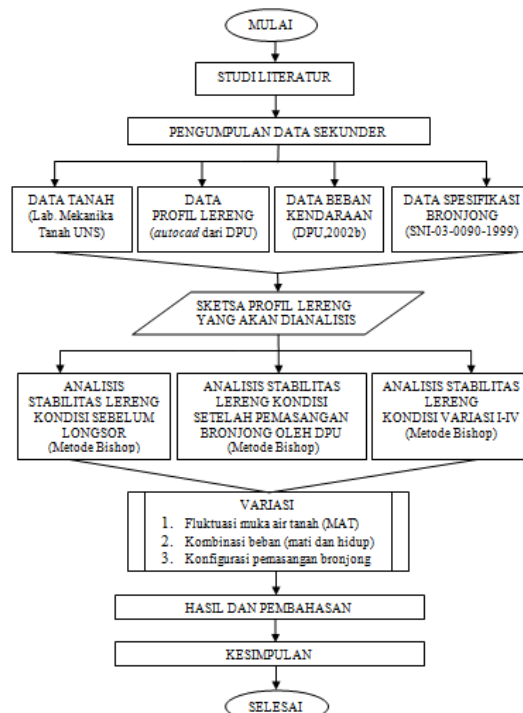 MULAI
STUDI LITERATUR
PENGUMPULAN DATA SEKUNDER
DATA TANAH
(Lab. Mekanika
Tanah UNS)
DATA
PROFIL LERENG
(autocad dari DPU)
DATA BEBAN
KENDARAAN
(DPU,2002b)
DATA SPESIFIKASI
BRONJONG
(SNI-03-0090-1999)
SKETSA PROFIL LERENG
YANG AKAN DIANALISIS
ANALISIS
STABILITAS LERENG
KONDISI SEBELUM
LONGSOR
(Metode Bishop)
ANALISIS STABILITAS
LERENG KONDISI
SETELAH PEMASANGAN
BRONJONG OLEH DPU
(Metode Bishop)
ANALISIS STABILITAS
LERENG
KONDISI VARIASI I-IV
(Metode Bishop)
VARIASI
1. Fluktuasi muka air tanah (MAT)
2. Kombinasi beban (mati dan hidup)
3. Konfigurasi pemasangan bronjong
HASIL DAN PEMBAHASAN
KESIMPULAN
SELESAI